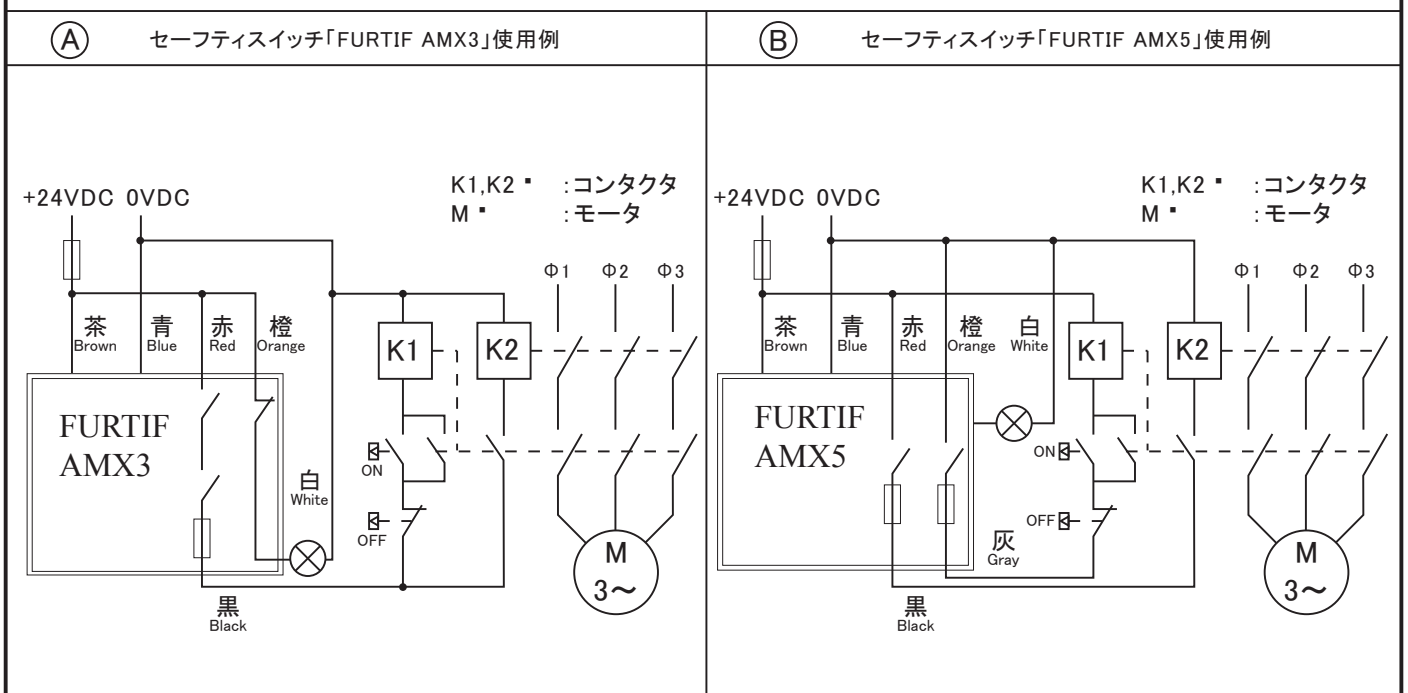 Ⓐ セーフティスイッチ「FURTIF AMX3」使用例
+24VDC 0VDC
K1,K2 ▪ :コンタクタ
M ▪ :モータ
Φ1 Φ2 Φ3
茶 青 赤 橙
Brown Blue Red Orange
K1 K2
FURTIF
AMX3
ON
白
White
OFF
M
3～
黒
Black
Ⓑ セーフティスイッチ「FURTIF AMX5」使用例
+24VDC 0VDC
K1,K2 ▪ :コンタクタ
M ▪ :モータ
Φ1 Φ2 Φ3
茶 青 赤 橙 白
Brown Blue Red Orange White
K1 K2
FURTIF
AMX5
ON
OFF
灰
Gray
M
3～
黒
Black